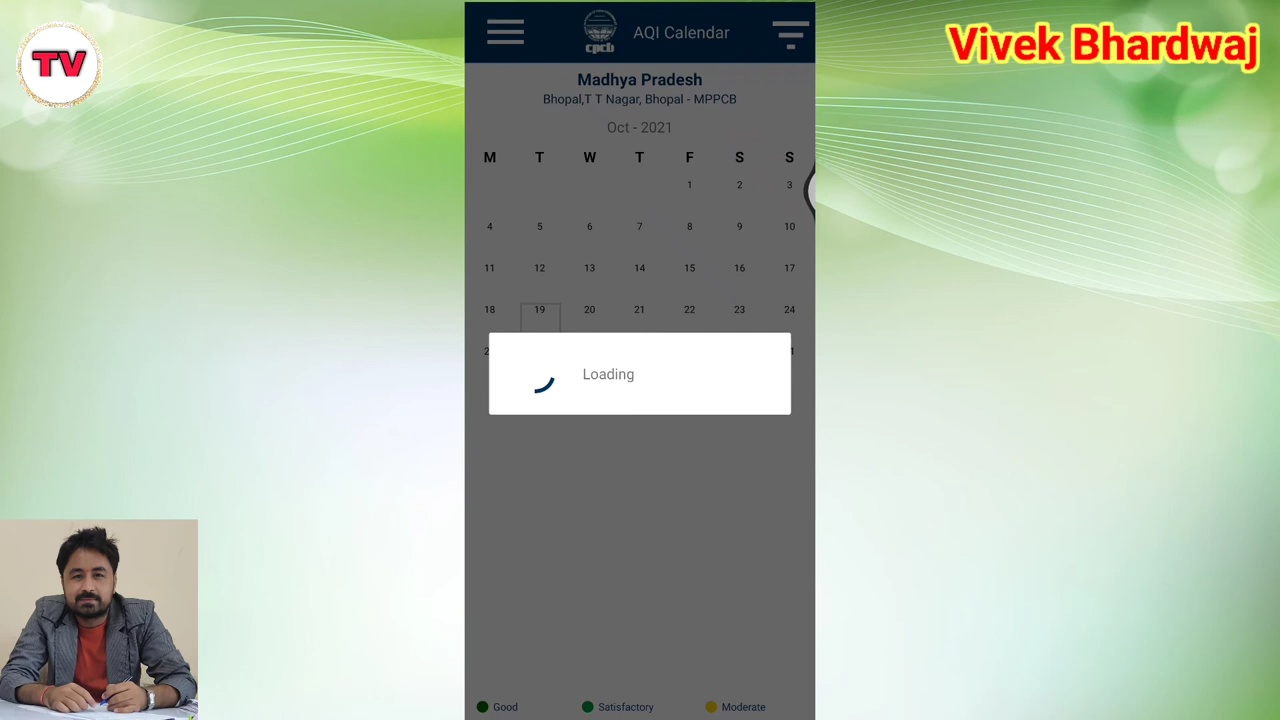 TV
Vivek Bhardwaj
cpcb
AQI Calendar
Madhya Pradesh
Bhopal,T T Nagar, Bhopal - MPPCB
Oct - 2021
M T W T F S S
1 2 3
4 5 6 7 8 9 10
11 12 13 14 15 16 17
18 19 20 21 22 23 24
Loading
Good Satisfactory Moderate